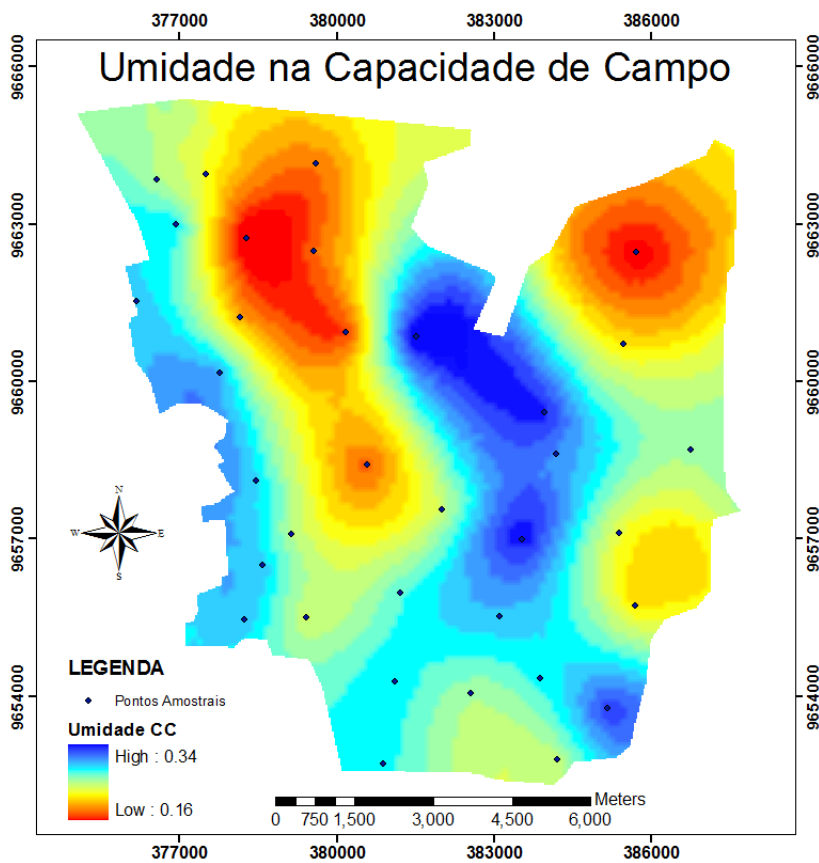 377000 380000 383000 386000
Umidade na Capacidade de Campo
9666000 9666000
9663000 9663000
9660000 9660000
N
W E
S
9657000 9657000
LEGENDA
Pontos Amostrais
9654000 9654000
Umidade CC
High : 0.34
Low : 0.16
Meters
0 750 1,500 3,000 4,500 6,000
377000 380000 383000 386000